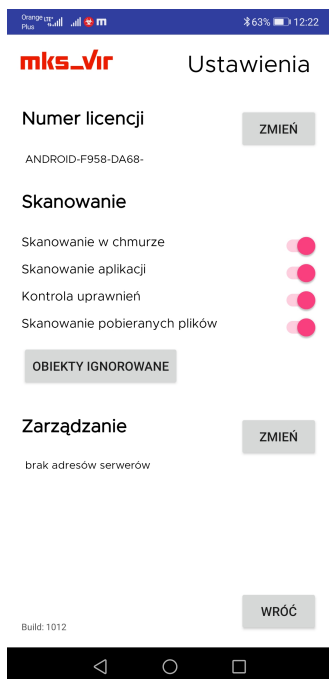 Orange LTE 63% 12:22
Plus
mks_vir Ustawienia
Numer licencji
ZMIEŃ
ANDROID-F958-DA68-
Skanowanie
Skanowanie w chmurze
Skanowanie aplikacji
Kontrola uprawnień
Skanowanie pobieranych plików
OBIEKTY IGNOROWANE
Zarządzanie
ZMIEŃ
brak adresów serwerów
WRÓĆ
Build: 1012